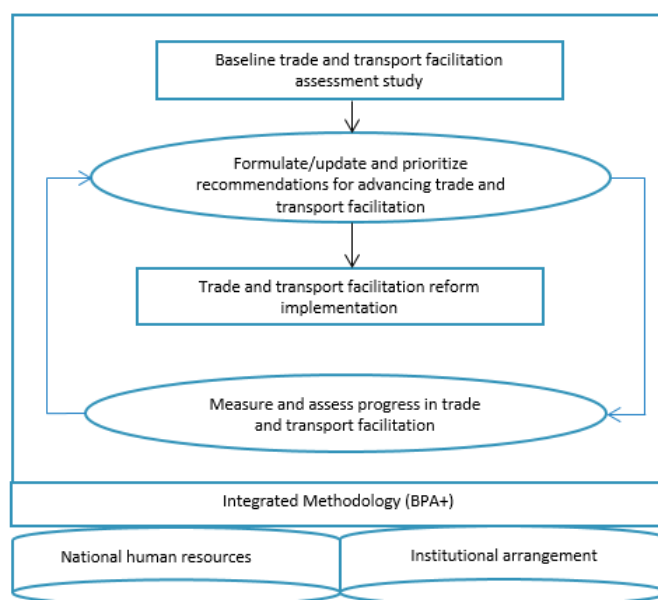 Baseline trade and transport facilitation
assessment study
Formulate/update and prioritize
recommendations for advancing trade and
transport facilitation
Trade and transport facilitation reform
implementation
Measure and assess progress in trade
and transport facilitation
Integrated Methodology (BPA+)
National human resources
Institutional arrangement